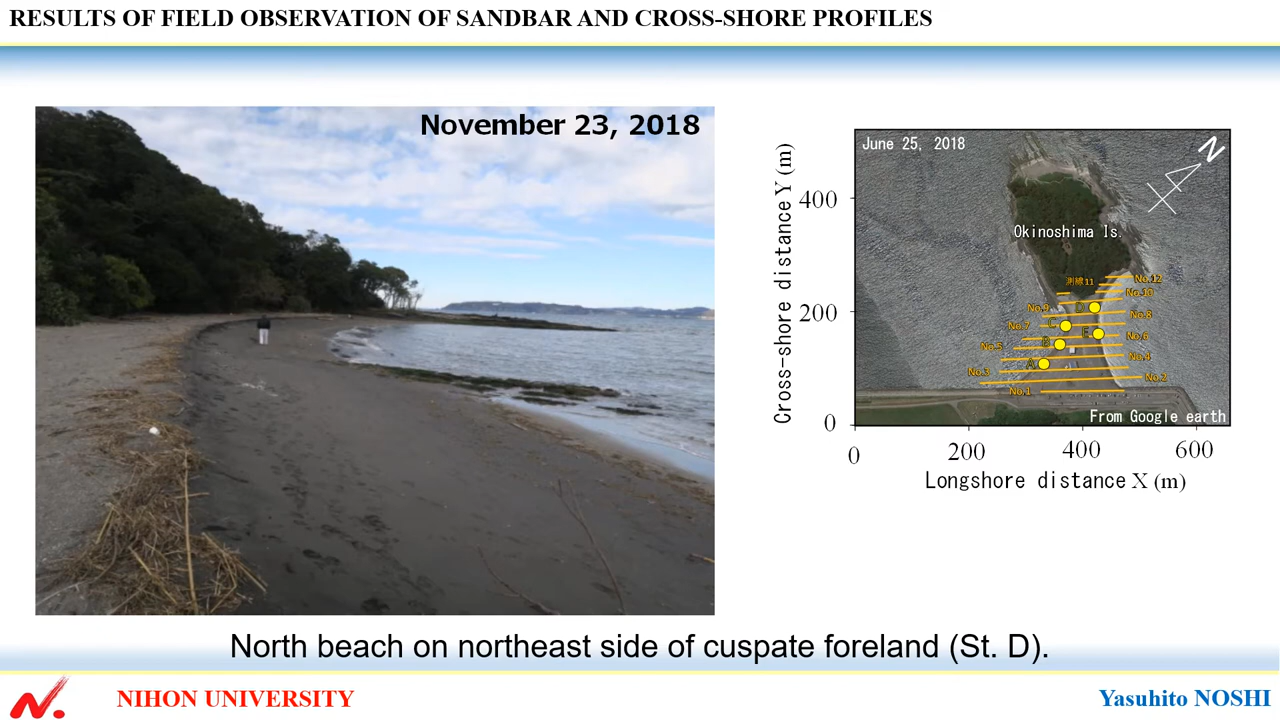 RESULTS OF FIELD OBSERVATION OF SANDBAR AND CROSS-SHORE PROFILES
November 23, 2018
June 25, 2018
N
Okinoshima Is.
測線11
No.12
No.10
No.9
D
No.8
No.7
C
E
No.6
No.5
B
No.4
A
No.3
No.2
No.1
From Google earth
Cross-shore distance Y (m)
400
200
0
0
200
400
600
Longshore distance X (m)
North beach on northeast side of cuspate foreland (St. D).
NIHON UNIVERSITY
Yasuhito NOSHI